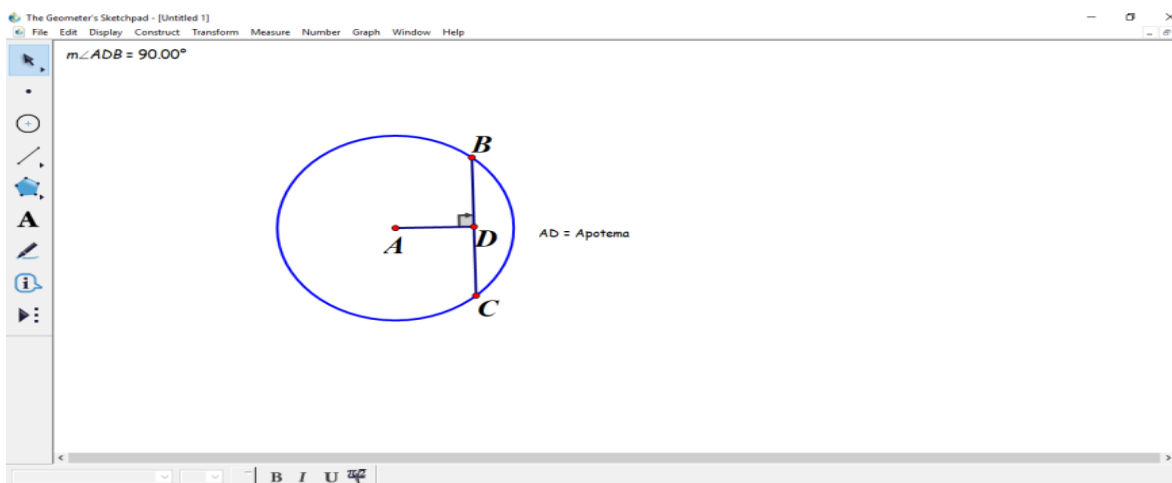 The Geometer's Sketchpad - [Untitled 1]
File Edit Display Construct Transform Measure Number Graph Window Help
m∠ADB = 90.00°
A
B
A
D
AD = Apotema
C
B I U